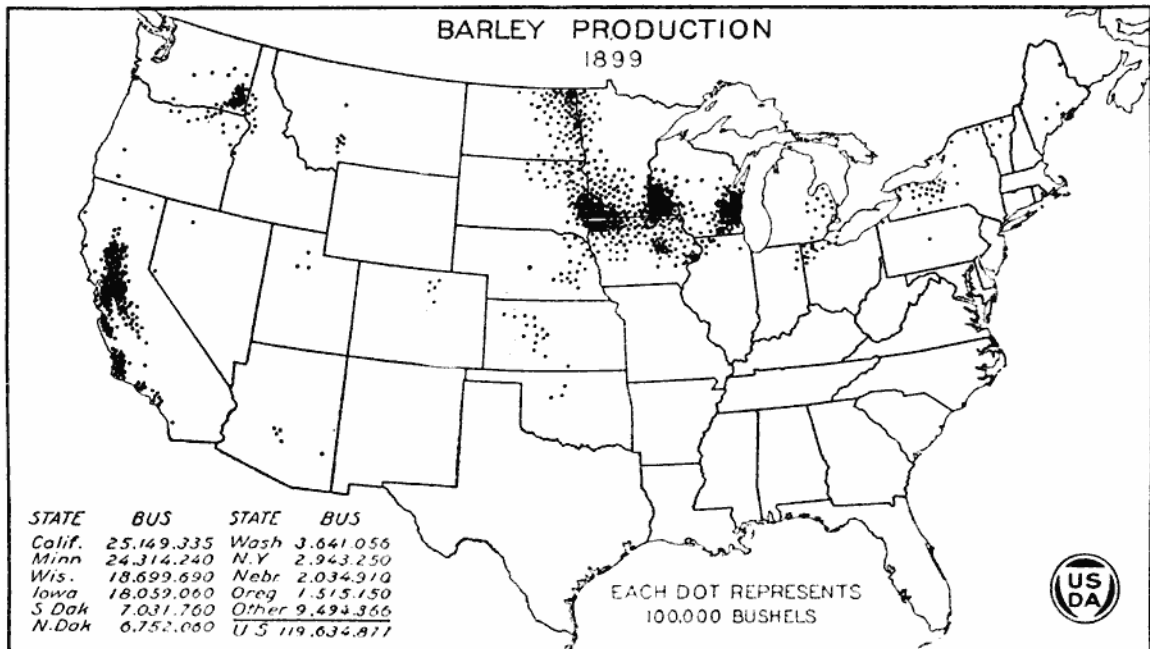 BARLEY PRODUCTION
1899
STATE BUS STATE BUS
Calif. 25.149.335 Wash 3.641.056
Minn 24.314.240 N.Y 2.943.250
Wis. 18.699.690 Nebr 2.034.910
Iowa 18.059.060 Oreg 1.515.150
S Dak 7.031.760 Other 9.494.366
N.Dak 6.752.060 U S 119.634.877
EACH DOT REPRESENTS
100.000 BUSHELS
US
DA